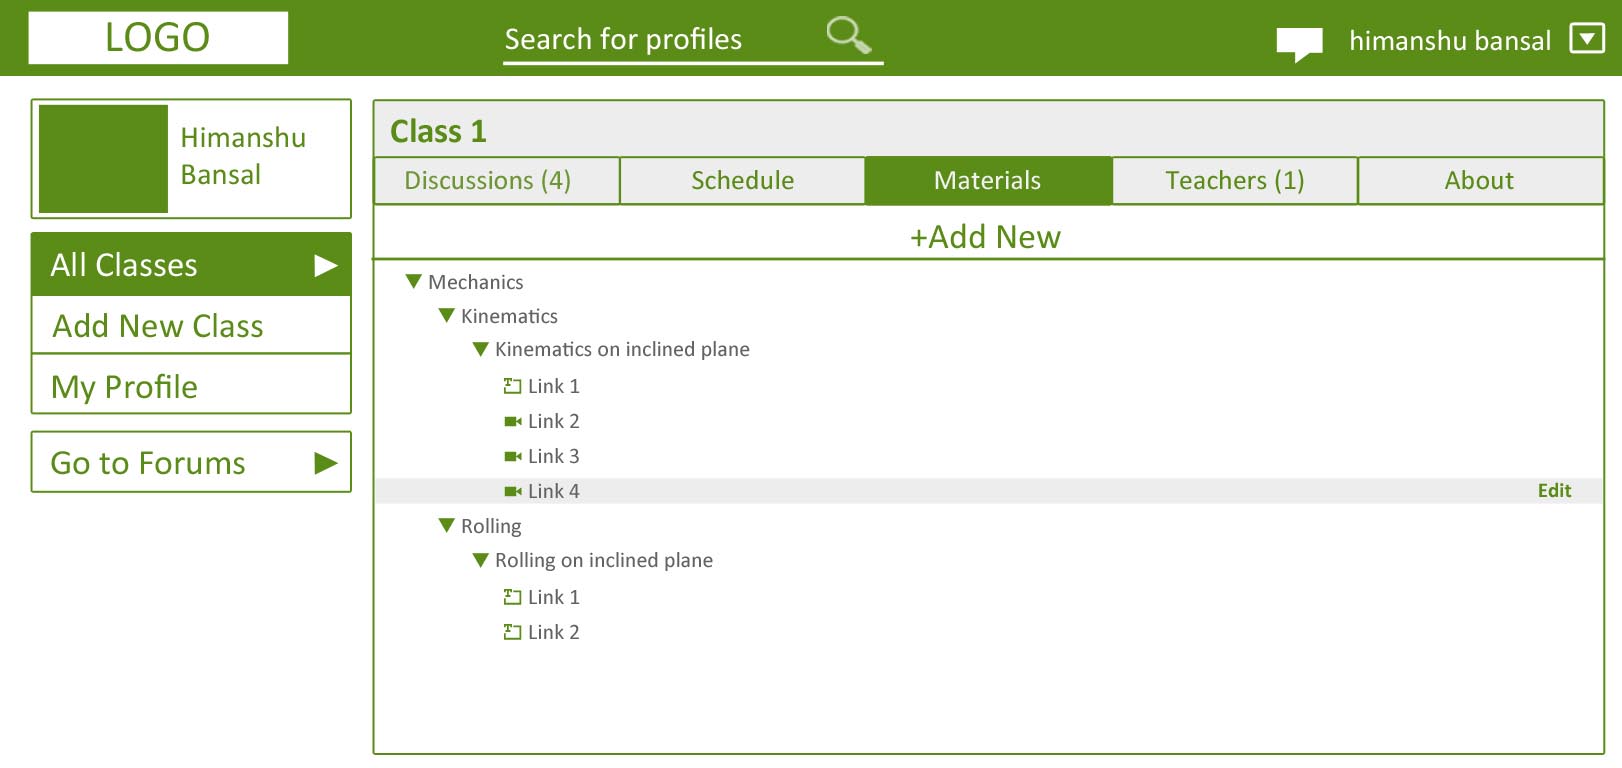 LOGO
Search for profiles
himanshu bansal
Himanshu
Bansal
All Classes
Add New Class
My Profile
Go to Forums
Class 1
Discussions (4)
Schedule
Materials
Teachers (1)
About
+Add New
Mechanics
Kinematics
Kinematics on inclined plane
Link 1
Link 2
Link 3
Link 4
Edit
Rolling
Rolling on inclined plane
Link 1
Link 2